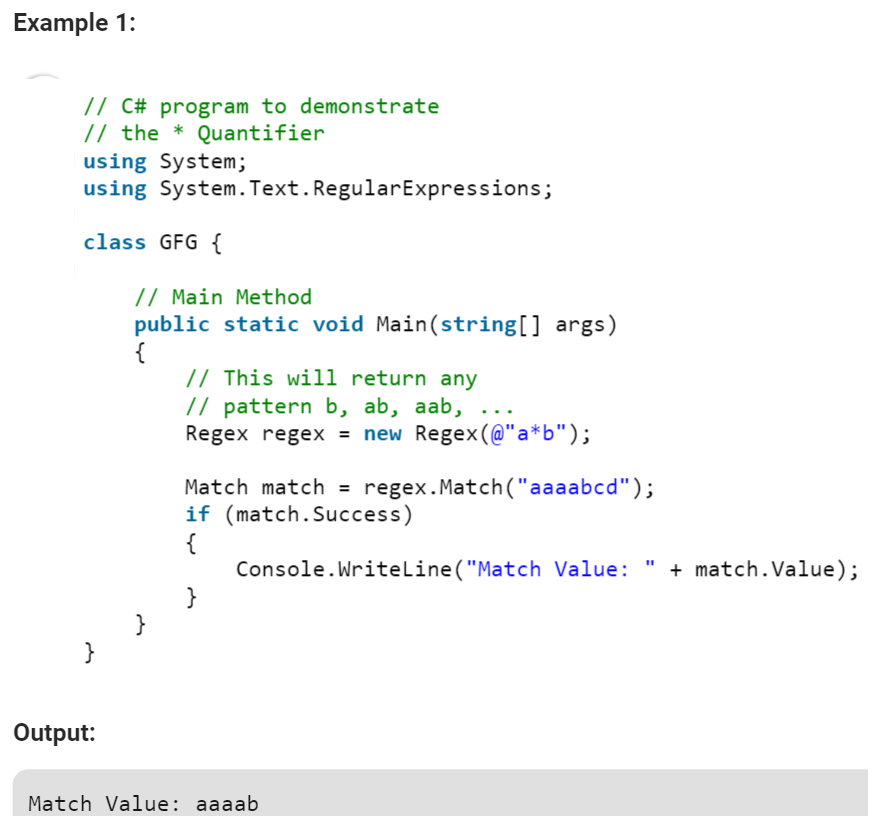 Example 1:
// C# program to demonstrate
// the * Quantifier
using System;
using System.Text.RegularExpressions;
class GFG {
// Main Method
public static void Main(string[] args)
{
// This will return any
// pattern b, ab, aab, ...
Regex regex = new Regex(@"a*b");
Match match = regex.Match("aaaabcd");
if (match.Success)
{
Console.WriteLine("Match Value: " + match.Value);
}
}
}
Output:
Match Value: aaaab